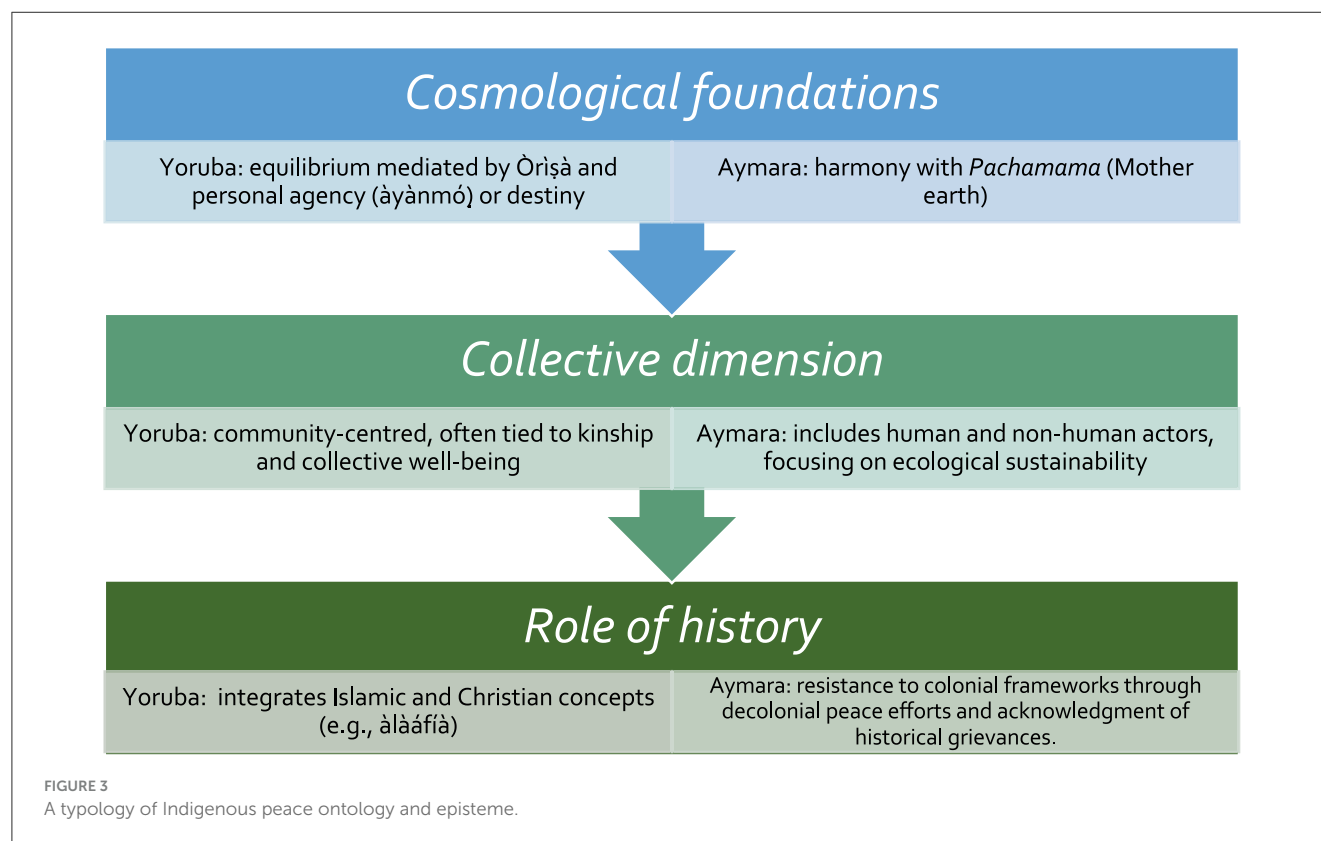 Cosmological foundations
Yoruba: equilibrium mediated by Òrìṣà and
personal agency (àyànmọ́) or destiny
Aymara: harmony with Pachamama (Mother
earth)
Collective dimension
Yoruba: community-centred, often tied to kinship
and collective well-being
Aymara: includes human and non-human actors,
focusing on ecological sustainability
Role of history
Yoruba: integrates Islamic and Christian concepts
(e.g., àlàáfíà)
Aymara: resistance to colonial frameworks through
decolonial peace efforts and acknowledgment of
historical grievances.
FIGURE 3
A typology of Indigenous peace ontology and episteme.